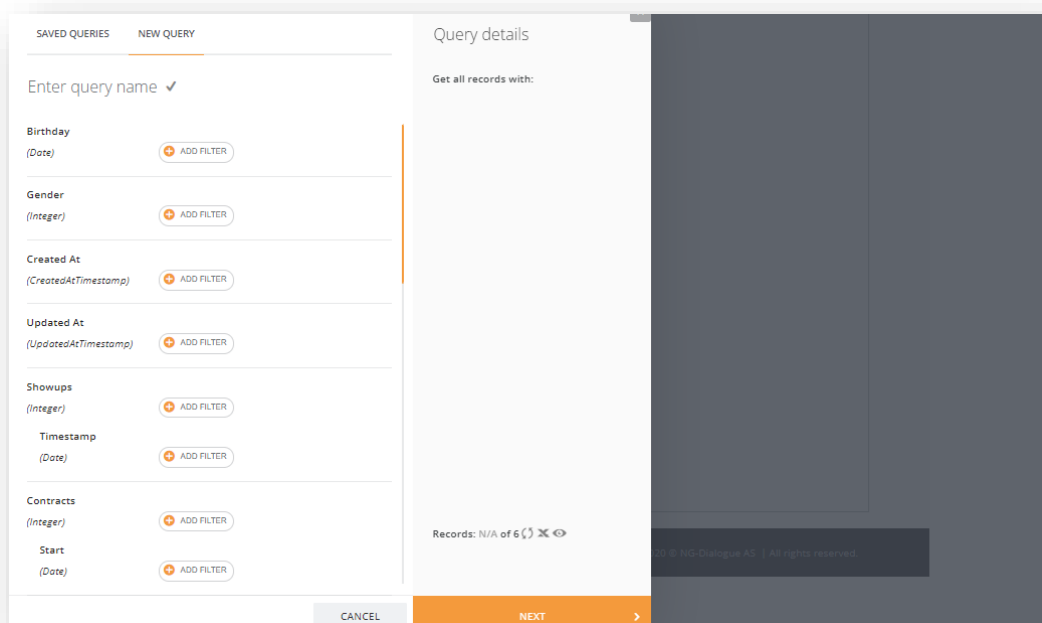 SAVED QUERIES NEW QUERY
Enter query name
Birthday
(Date) ADD FILTER
Gender
(Integer) ADD FILTER
Created At
(CreatedAtTimestamp) ADD FILTER
Updated At
(UpdatedAtTimestamp) ADD FILTER
Showups
(Integer) ADD FILTER
Timestamp
(Date) ADD FILTER
Contracts
(Integer) ADD FILTER
Start
(Date) ADD FILTER
CANCEL
Query details
Get all records with:
Records: N/A of 6
NEXT
20 © NG-Dialogue AS | All rights reserved.